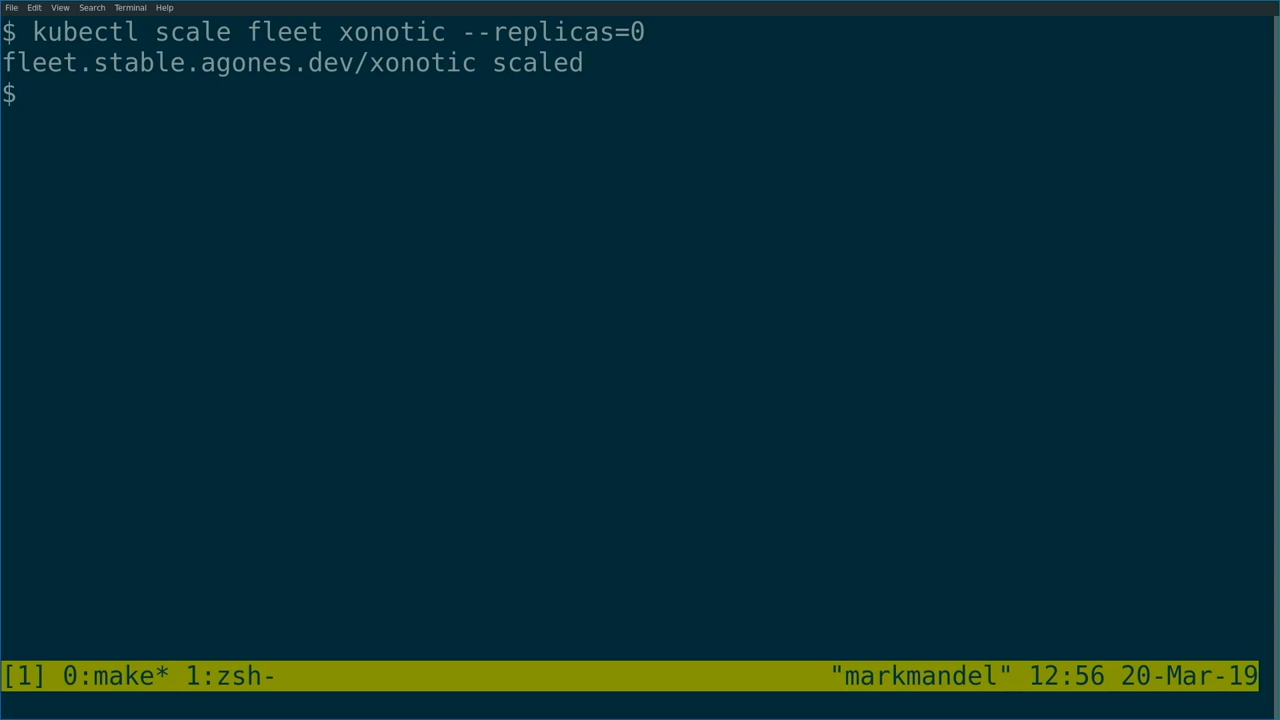 File Edit View Search Terminal Help
$ kubectl scale fleet xonotic --replicas=0
fleet.stable.agones.dev/xonotic scaled
$
[1] 0:make* 1:zsh- "markmandel" 12:56 20-Mar-19